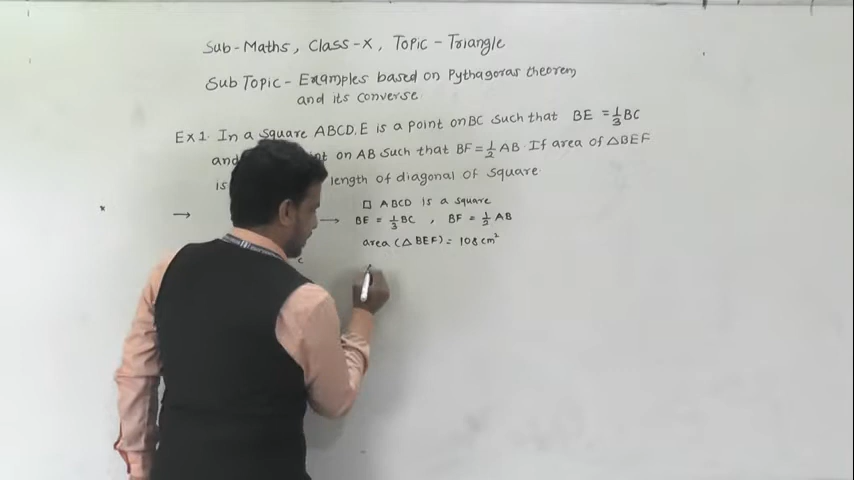 Sub-Maths, Class-X, Topic-Triangle
Sub Topic - Examples based on Pythagoras theorem
and its converse.
Ex 1. In a square ABCD, E is a point on BC such that BE = 1/3 BC
and on AB such that BF = 1/2 AB. If area of △BEF
is length of diagonal of square.
→ → □ ABCD is a square
BE = 1/3 BC , BF = 1/2 AB
area (△BEF) = 108 cm²
C